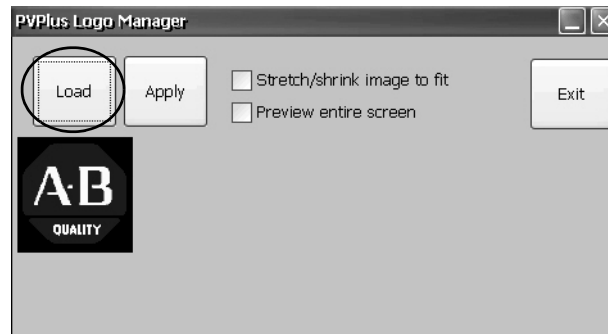 PVPlus Logo Manager
Load
Apply
Stretch/shrink image to fit
Preview entire screen
Exit
A·B
QUALITY